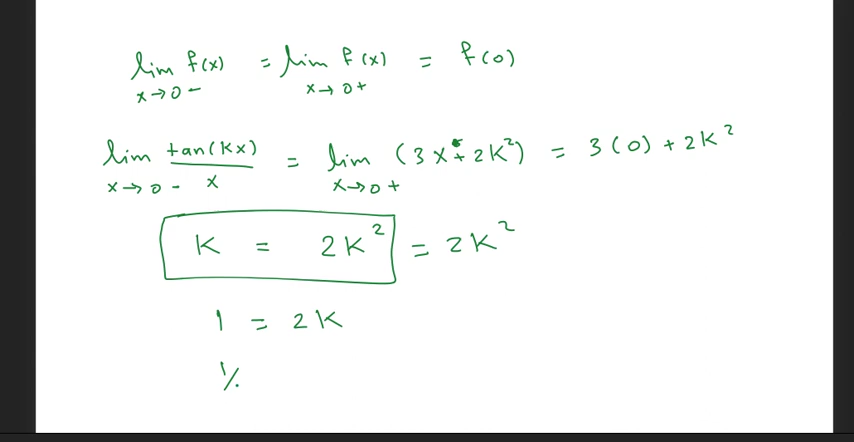 lim f(x) = lim f(x) = f(0)
x→0- x→0+
lim tan(kx)/x = lim (3x+2k²) = 3(0)+2k²
x→0- x→0+
k = 2k² = 2k²
1 = 2k
1/.